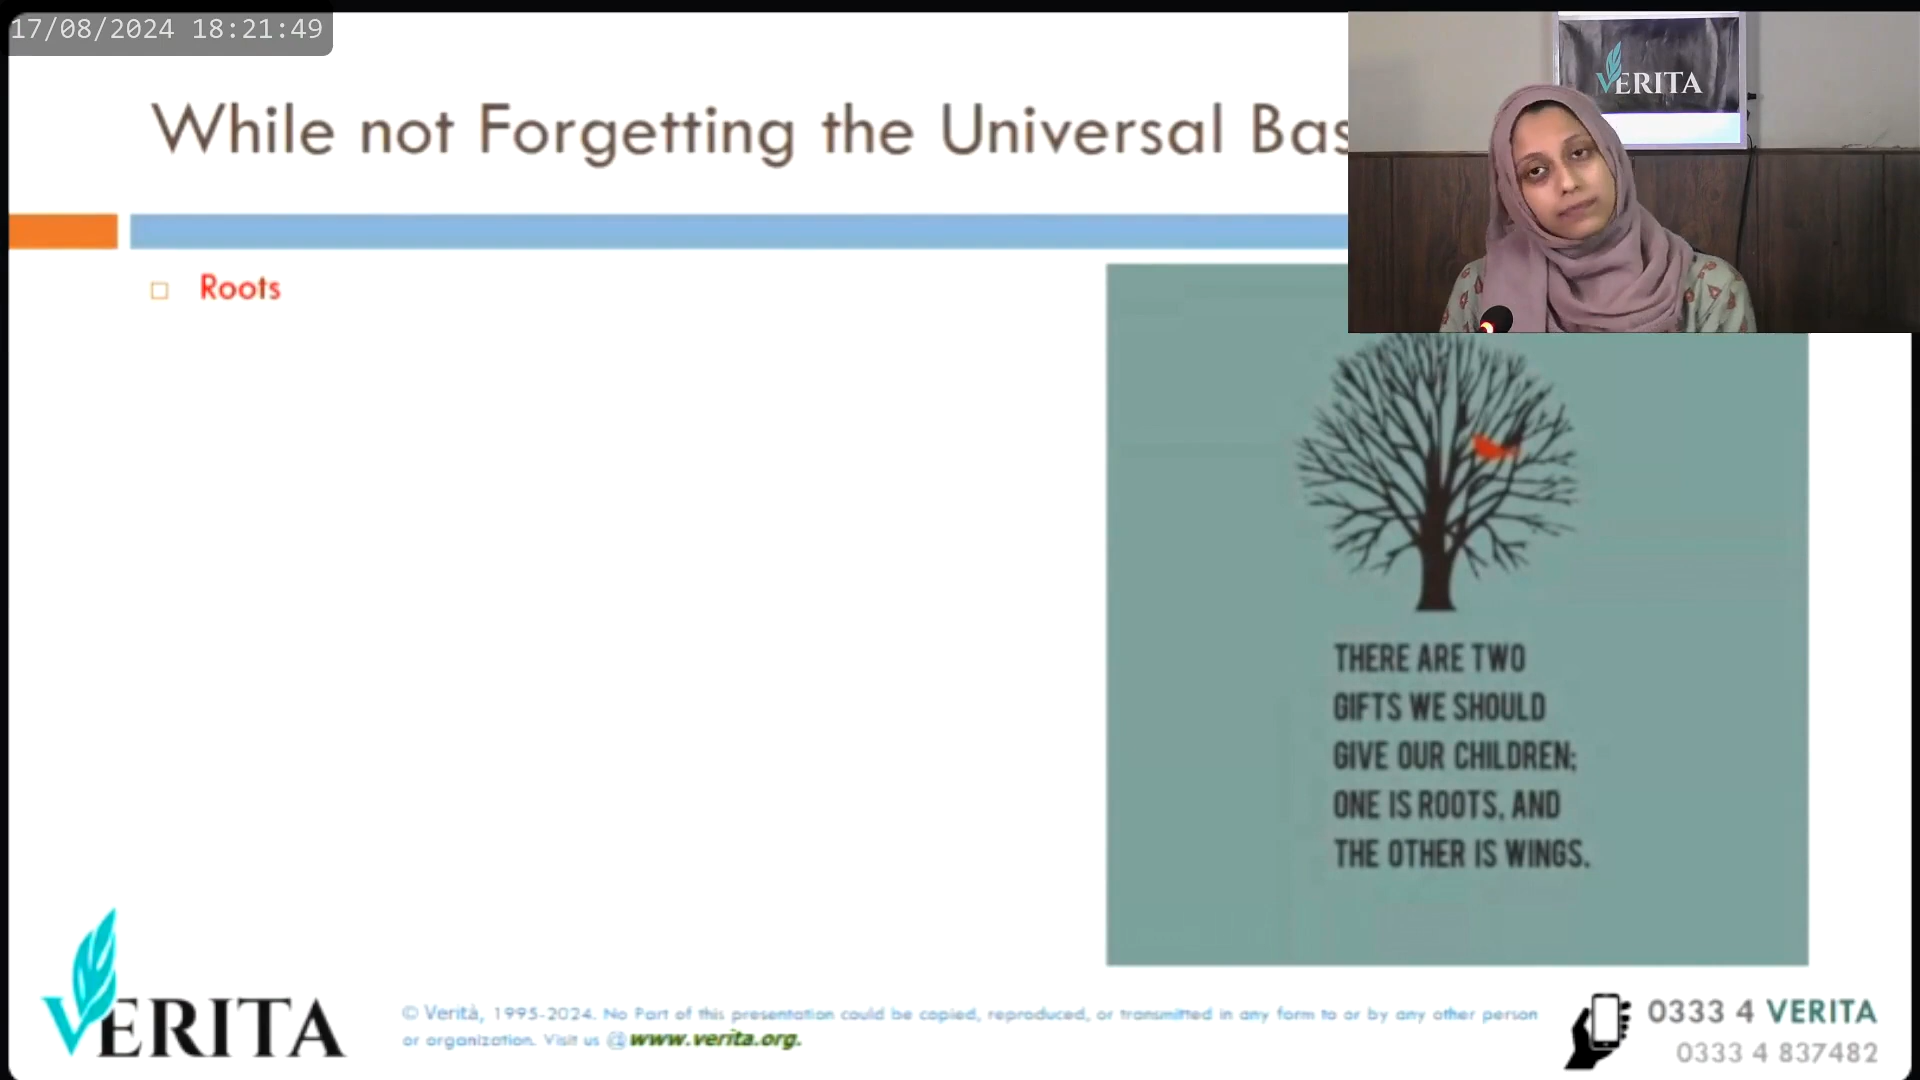 17/08/2024 18:21:49
VERITA
While not Forgetting the Universal Bas
Roots
THERE ARE TWO
GIFTS WE SHOULD
GIVE OUR CHILDREN;
ONE IS ROOTS, AND
THE OTHER IS WINGS.
VERITA
© Verità, 1995-2024. No Part of this presentation could be copied, reproduced, or transmitted in any form to or by any other person
or organization. Visit us @www.verita.org.
0333 4 VERITA
0333 4 837482